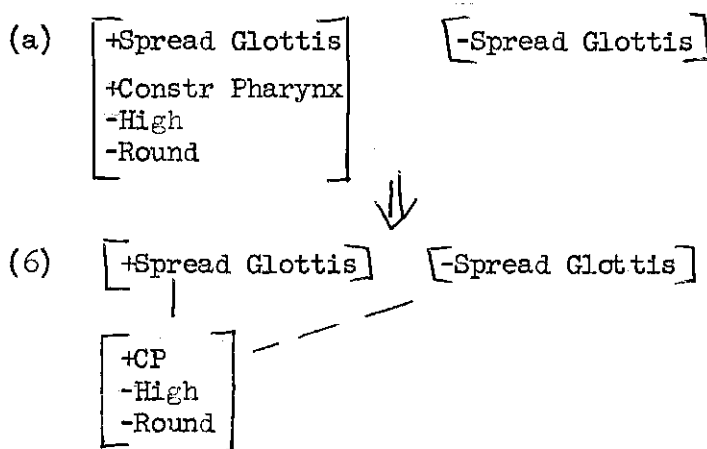 (a) [+Spread Glottis [-Spread Glottis]
+Constr Pharynx
-High
-Round]
(6) [+Spread Glottis] [-Spread Glottis]
[+CP
-High
-Round]